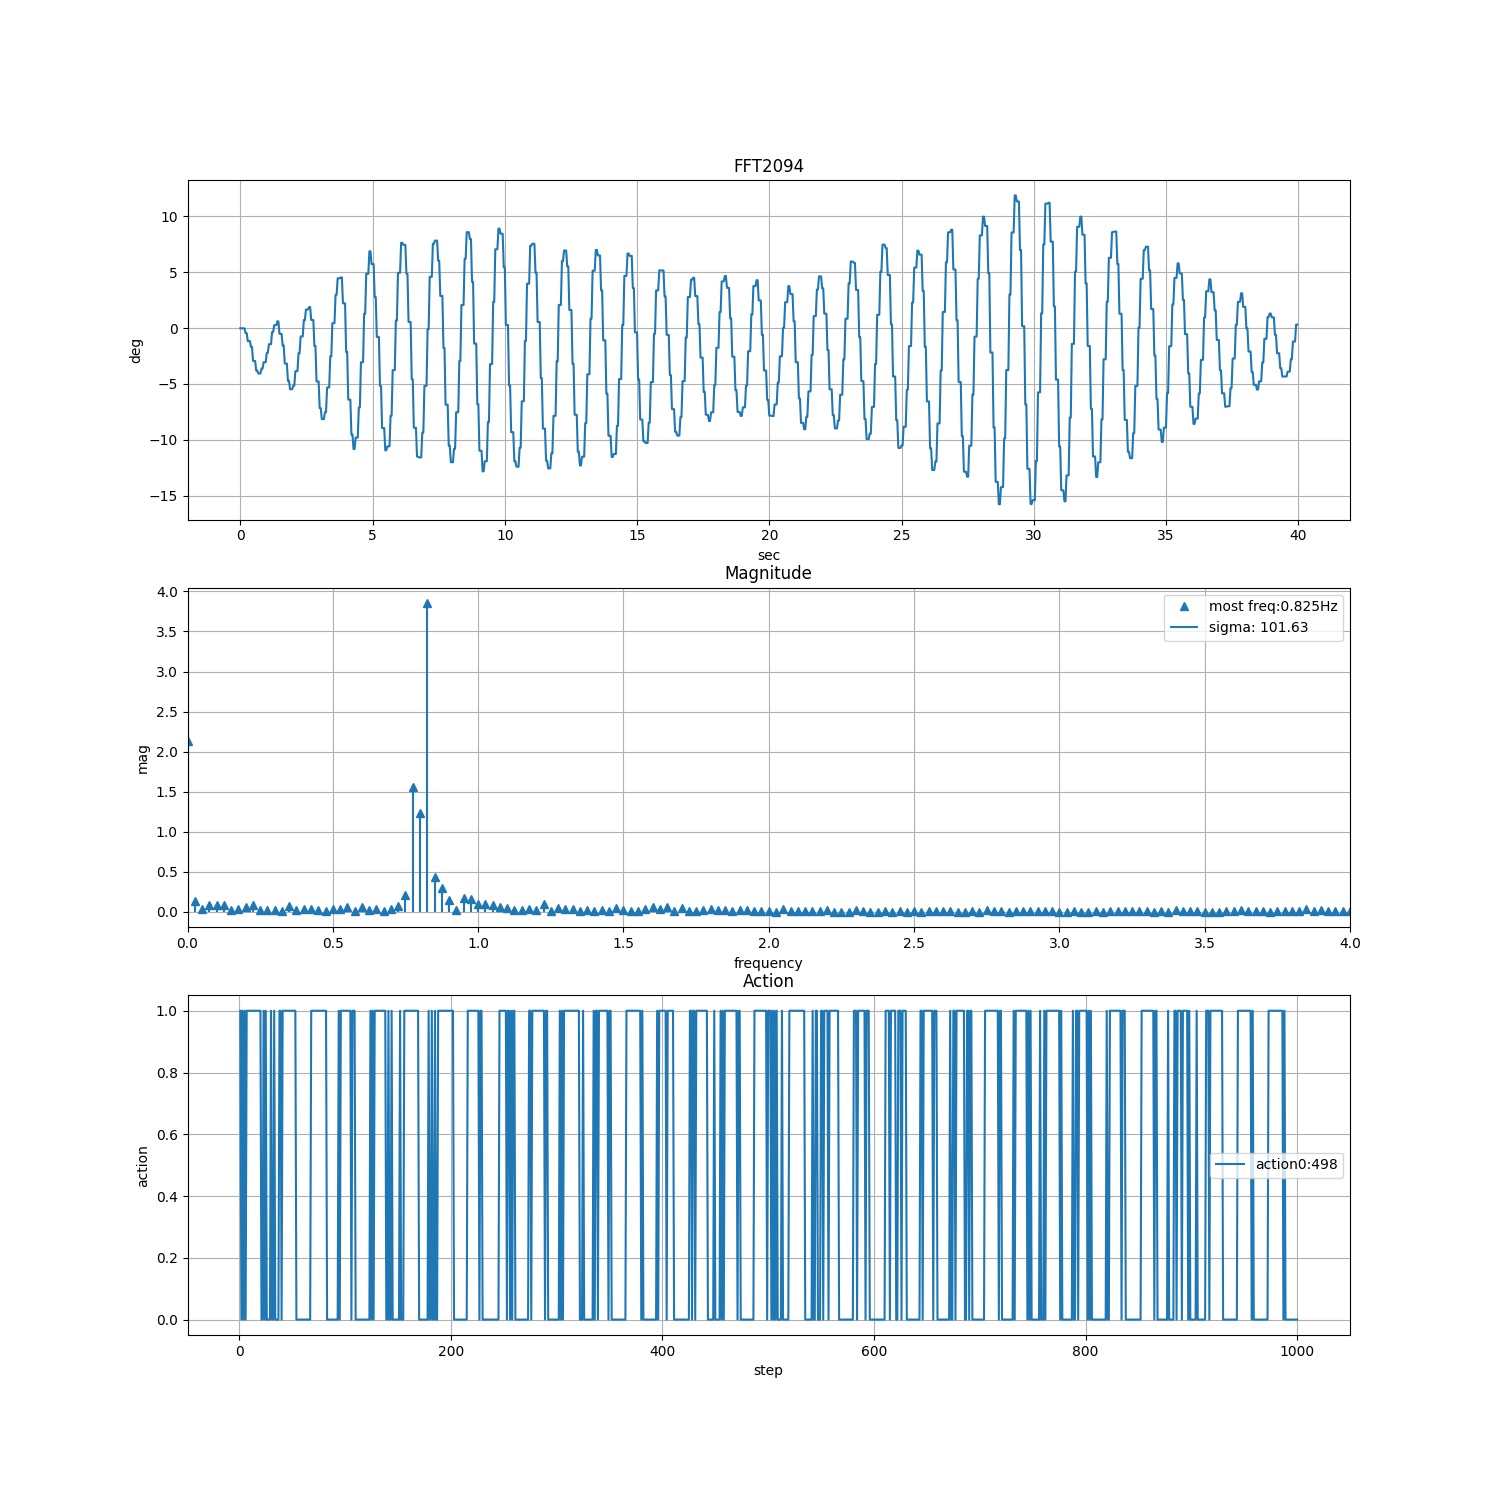 FFT2094
10
5
0
−5
−10
−15
deg
0 5 10 15 20 25 30 35 40
sec
Magnitude
4.0
3.5
3.0
2.5
2.0
1.5
1.0
0.5
0.0
mag
most freq:0.825Hz
sigma: 101.63
0.0 0.5 1.0 1.5 2.0 2.5 3.0 3.5 4.0
frequency
Action
1.0
0.8
0.6
0.4
0.2
0.0
action
action0:498
0 200 400 600 800 1000
step